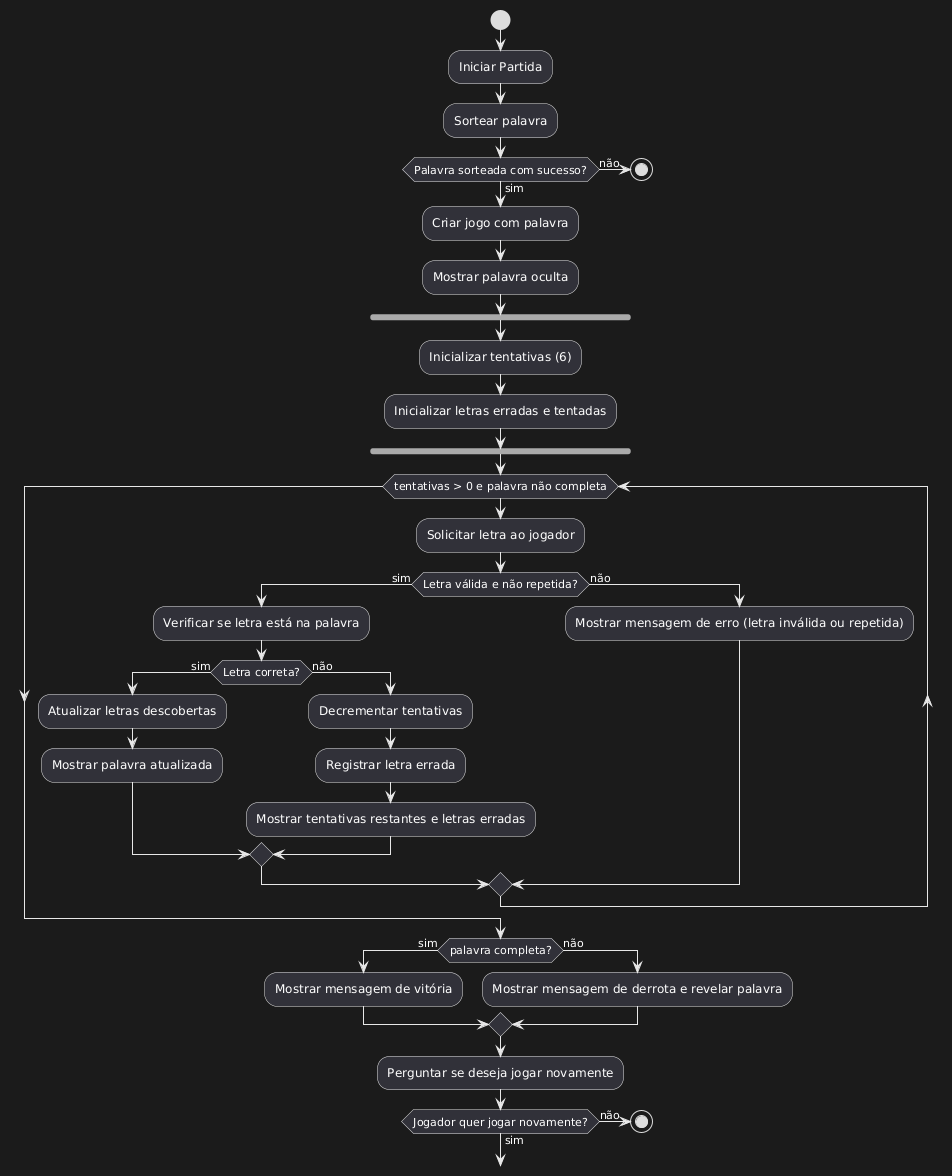 Iniciar Partida
Sortear palavra
Palavra sorteada com sucesso?
não
sim
Criar jogo com palavra
Mostrar palavra oculta
Inicializar tentativas (6)
Inicializar letras erradas e tentadas
tentativas > 0 e palavra não completa
Solicitar letra ao jogador
sim
Letra válida e não repetida?
não
Verificar se letra está na palavra
Mostrar mensagem de erro (letra inválida ou repetida)
sim
Letra correta?
não
Atualizar letras descobertas
Decrementar tentativas
Mostrar palavra atualizada
Registrar letra errada
Mostrar tentativas restantes e letras erradas
sim
palavra completa?
não
Mostrar mensagem de vitória
Mostrar mensagem de derrota e revelar palavra
Perguntar se deseja jogar novamente
Jogador quer jogar novamente?
não
sim